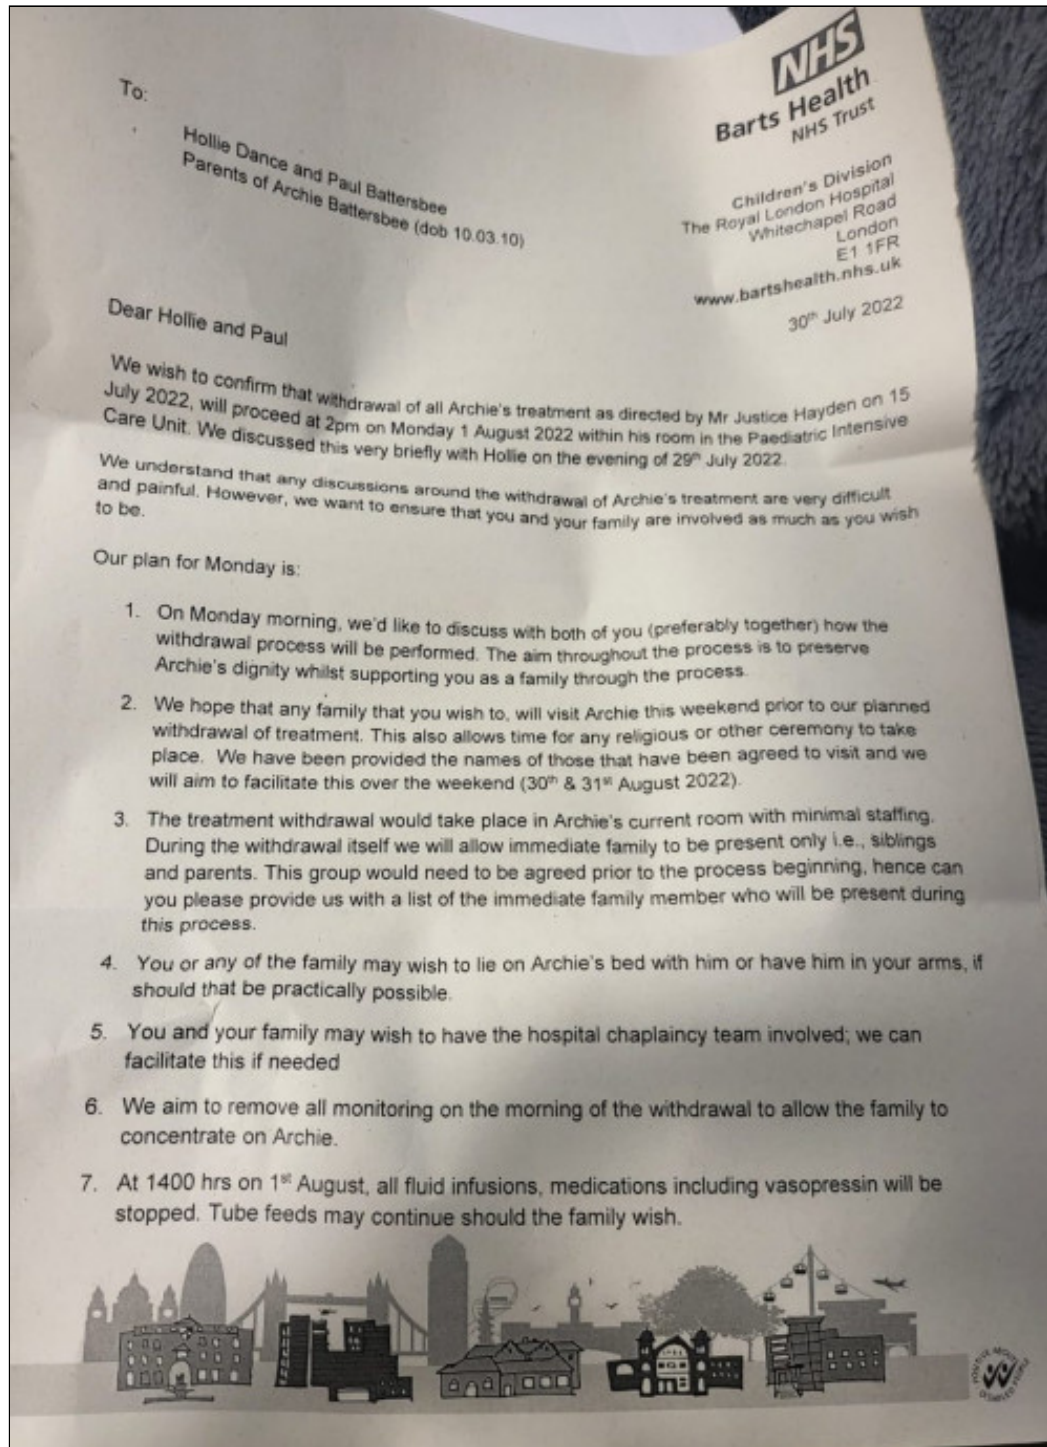 NHS
Barts Health
NHS Trust
Children's Division
The Royal London Hospital
Whitechapel Road
London
E1 1FR
www.bartshealth.nhs.uk
30th July 2022
To:
Hollie Dance and Paul Battersbee
Parents of Archie Battersbee (dob 10.03.10)
Dear Hollie and Paul
We wish to confirm that withdrawal of all Archie's treatment as directed by Mr Justice Hayden on 15
July 2022, will proceed at 2pm on Monday 1 August 2022 within his room in the Paediatric Intensive
Care Unit. We discussed this very briefly with Hollie on the evening of 29th July 2022.
We understand that any discussions around the withdrawal of Archie's treatment are very difficult
and painful. However, we want to ensure that you and your family are involved as much as you wish
to be.
Our plan for Monday is:
1. On Monday morning, we'd like to discuss with both of you (preferably together) how the
withdrawal process will be performed. The aim throughout the process is to preserve
Archie's dignity whilst supporting you as a family through the process.
2. We hope that any family that you wish to, will visit Archie this weekend prior to our planned
withdrawal of treatment. This also allows time for any religious or other ceremony to take
place. We have been provided the names of those that have been agreed to visit and we
will aim to facilitate this over the weekend (30th & 31st August 2022).
3. The treatment withdrawal would take place in Archie's current room with minimal staffing.
During the withdrawal itself we will allow immediate family to be present only i.e., siblings
and parents. This group would need to be agreed prior to the process beginning, hence can
you please provide us with a list of the immediate family member who will be present during
this process.
4. You or any of the family may wish to lie on Archie's bed with him or have him in your arms, if
should that be practically possible.
5. You and your family may wish to have the hospital chaplaincy team involved; we can
facilitate this if needed
6. We aim to remove all monitoring on the morning of the withdrawal to allow the family to
concentrate on Archie.
7. At 1400 hrs on 1st August, all fluid infusions, medications including vasopressin will be
stopped. Tube feeds may continue should the family wish.